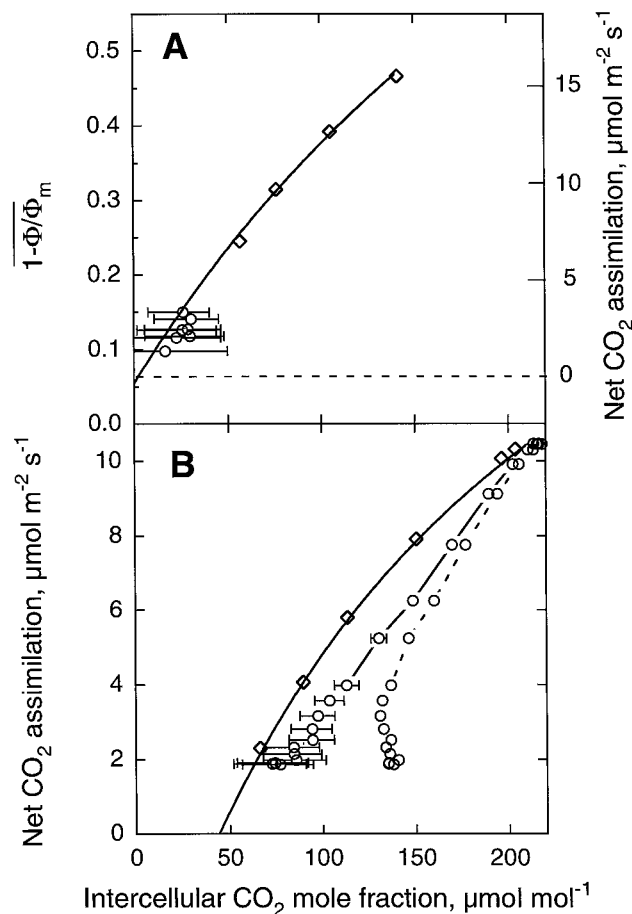 A
0.5
0.4
0.3
0.2
0.1
0.0
1-Φ/Φm
15
10
5
0
Net CO2 assimilation, μmol m-2 s-1
B
10
8
6
4
2
0
Net CO2 assimilation, μmol m-2 s-1
0 50 100 150 200
Intercellular CO2 mole fraction, μmol mol-1